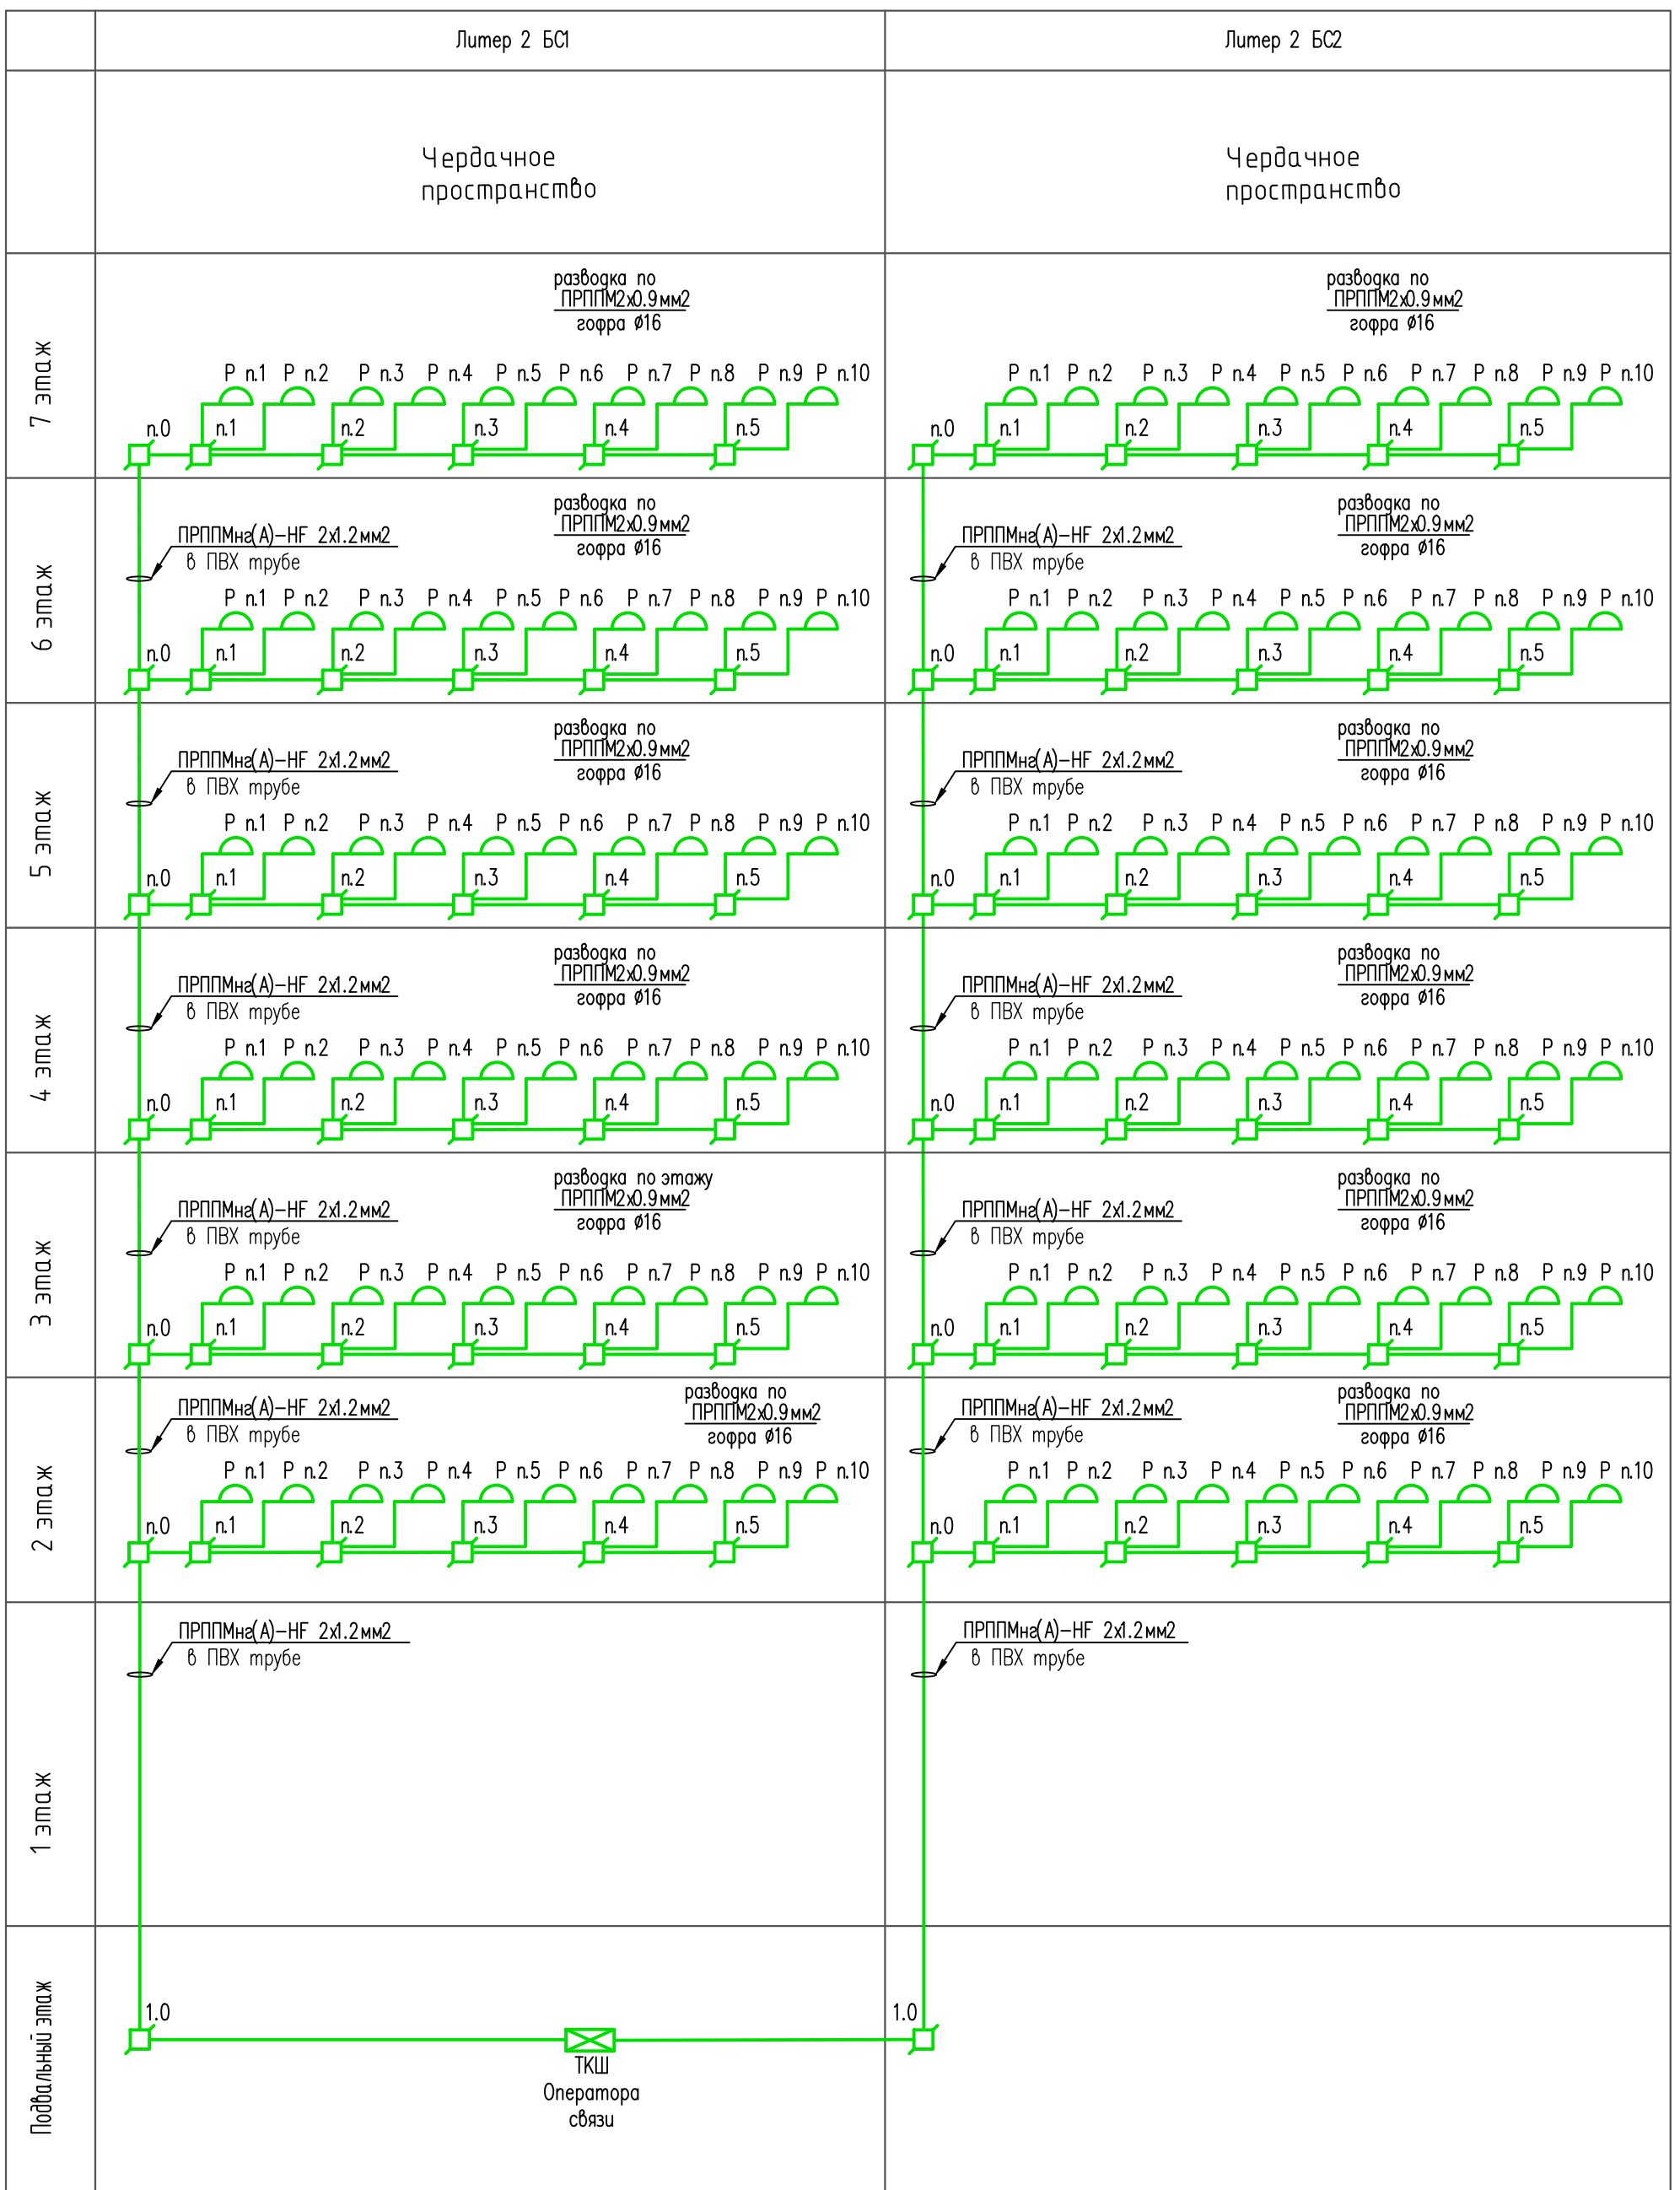 Литер 2 БС1
Литер 2 БС2
Чердачное
пространство
Чердачное
пространство
7 этаж
разводка по
ПРППМ2х0.9мм2
гофра Ø16
Р п.1 Р п.2 Р п.3 Р п.4 Р п.5 Р п.6 Р п.7 Р п.8 Р п.9 Р п.10
п.0 п.1 п.2 п.3 п.4 п.5
разводка по
ПРППМ2х0.9мм2
гофра Ø16
Р п.1 Р п.2 Р п.3 Р п.4 Р п.5 Р п.6 Р п.7 Р п.8 Р п.9 Р п.10
п.0 п.1 п.2 п.3 п.4 п.5
6 этаж
разводка по
ПРППМ2х0.9мм2
гофра Ø16
ПРППМнг(А)-HF 2х1.2мм2
в ПВХ трубе
Р п.1 Р п.2 Р п.3 Р п.4 Р п.5 Р п.6 Р п.7 Р п.8 Р п.9 Р п.10
п.0 п.1 п.2 п.3 п.4 п.5
разводка по
ПРППМ2х0.9мм2
гофра Ø16
ПРППМнг(А)-HF 2х1.2мм2
в ПВХ трубе
Р п.1 Р п.2 Р п.3 Р п.4 Р п.5 Р п.6 Р п.7 Р п.8 Р п.9 Р п.10
п.0 п.1 п.2 п.3 п.4 п.5
5 этаж
разводка по
ПРППМ2х0.9мм2
гофра Ø16
ПРППМнг(А)-HF 2х1.2мм2
в ПВХ трубе
Р п.1 Р п.2 Р п.3 Р п.4 Р п.5 Р п.6 Р п.7 Р п.8 Р п.9 Р п.10
п.0 п.1 п.2 п.3 п.4 п.5
разводка по
ПРППМ2х0.9мм2
гофра Ø16
ПРППМнг(А)-HF 2х1.2мм2
в ПВХ трубе
Р п.1 Р п.2 Р п.3 Р п.4 Р п.5 Р п.6 Р п.7 Р п.8 Р п.9 Р п.10
п.0 п.1 п.2 п.3 п.4 п.5
4 этаж
разводка по
ПРППМ2х0.9мм2
гофра Ø16
ПРППМнг(А)-HF 2х1.2мм2
в ПВХ трубе
Р п.1 Р п.2 Р п.3 Р п.4 Р п.5 Р п.6 Р п.7 Р п.8 Р п.9 Р п.10
п.0 п.1 п.2 п.3 п.4 п.5
разводка по
ПРППМ2х0.9мм2
гофра Ø16
ПРППМнг(А)-HF 2х1.2мм2
в ПВХ трубе
Р п.1 Р п.2 Р п.3 Р п.4 Р п.5 Р п.6 Р п.7 Р п.8 Р п.9 Р п.10
п.0 п.1 п.2 п.3 п.4 п.5
3 этаж
разводка по этажу
ПРППМ2х0.9мм2
гофра Ø16
ПРППМнг(А)-HF 2х1.2мм2
в ПВХ трубе
Р п.1 Р п.2 Р п.3 Р п.4 Р п.5 Р п.6 Р п.7 Р п.8 Р п.9 Р п.10
п.0 п.1 п.2 п.3 п.4 п.5
разводка по
ПРППМ2х0.9мм2
гофра Ø16
ПРППМнг(А)-HF 2х1.2мм2
в ПВХ трубе
Р п.1 Р п.2 Р п.3 Р п.4 Р п.5 Р п.6 Р п.7 Р п.8 Р п.9 Р п.10
п.0 п.1 п.2 п.3 п.4 п.5
2 этаж
разводка по
ПРППМ2х0.9мм2
гофра Ø16
ПРППМнг(А)-HF 2х1.2мм2
в ПВХ трубе
Р п.1 Р п.2 Р п.3 Р п.4 Р п.5 Р п.6 Р п.7 Р п.8 Р п.9 Р п.10
п.0 п.1 п.2 п.3 п.4 п.5
разводка по
ПРППМ2х0.9мм2
гофра Ø16
ПРППМнг(А)-HF 2х1.2мм2
в ПВХ трубе
Р п.1 Р п.2 Р п.3 Р п.4 Р п.5 Р п.6 Р п.7 Р п.8 Р п.9 Р п.10
п.0 п.1 п.2 п.3 п.4 п.5
1 этаж
ПРППМнг(А)-HF 2х1.2мм2
в ПВХ трубе
ПРППМнг(А)-HF 2х1.2мм2
в ПВХ трубе
Подвальный этаж
1.0
1.0
ТКШ
Оператора
связи